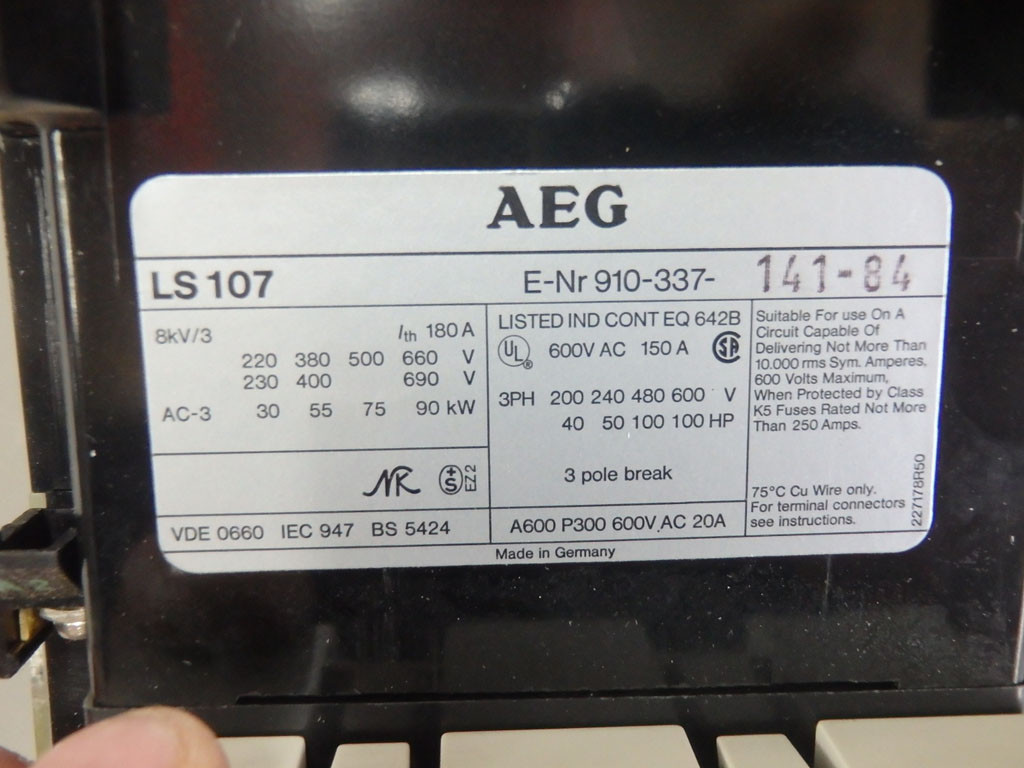 AEG
LS 107
E-Nr 910-337- 141-84
8kV/3 Ith 180 A
220 380 500 660 V
230 400 690 V
AC-3 30 55 75 90 kW
NK +S EZ2
VDE 0660 IEC 947 BS 5424
LISTED IND CONT EQ 642B
UL® 600V AC 150 A SA
3PH 200 240 480 600 V
40 50 100 100 HP
3 pole break
A600 P300 600V AC 20A
Suitable For use On A
Circuit Capable Of
Delivering Not More Than
10.000 rms Sym. Amperes,
600 Volts Maximum,
When Protected by Class
K5 Fuses Rated Not More
Than 250 Amps.
75°C Cu Wire only.
For terminal connectors
see instructions.
227178R50
Made in Germany